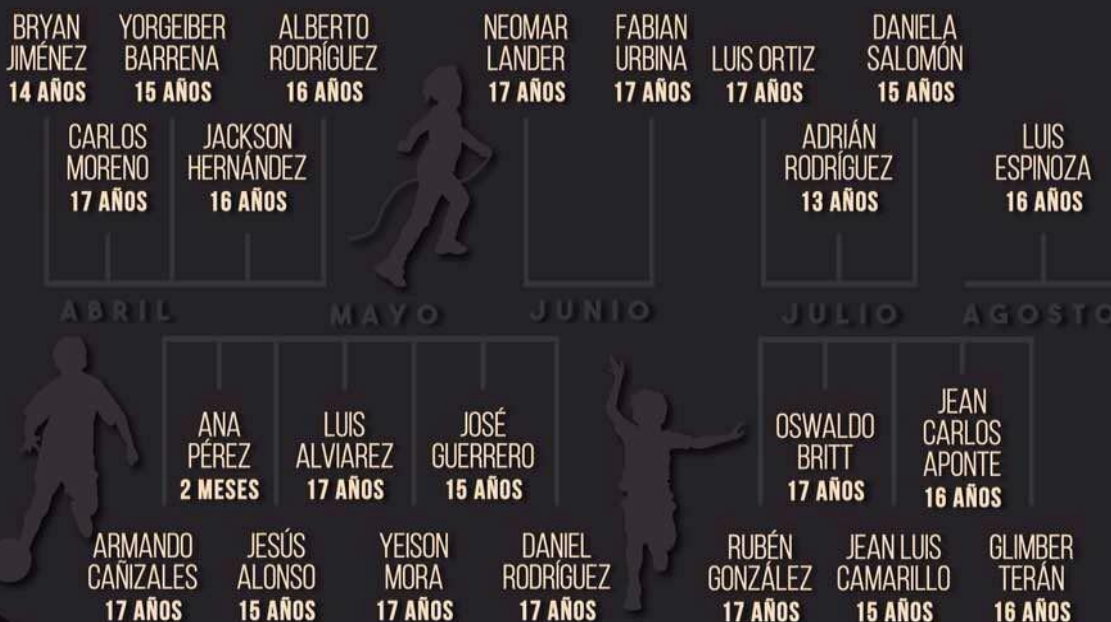 BRYAN
JIMÉNEZ
14 AÑOS
YORGEIBER
BARRENA
15 AÑOS
ALBERTO
RODRÍGUEZ
16 AÑOS
NEOMAR
LANDER
17 AÑOS
FABIAN
URBINA
17 AÑOS
LUIS ORTIZ
17 AÑOS
DANIELA
SALOMÓN
15 AÑOS
CARLOS
MORENO
17 AÑOS
JACKSON
HERNÁNDEZ
16 AÑOS
ADRIÁN
RODRÍGUEZ
13 AÑOS
LUIS
ESPINOZA
16 AÑOS
ABRIL
MAYO
JUNIO
JULIO
AGOSTO
ANA
PÉREZ
2 MESES
LUIS
ALVIAREZ
17 AÑOS
JOSÉ
GUERRERO
15 AÑOS
OSWALDO
BRITT
17 AÑOS
JEAN
CARLOS
APONTE
16 AÑOS
ARMANDO
CAÑIZALES
17 AÑOS
JESÚS
ALONSO
15 AÑOS
YEISON
MORA
17 AÑOS
DANIEL
RODRÍGUEZ
17 AÑOS
RUBÉN
GONZÁLEZ
17 AÑOS
JEAN LUIS
CAMARILLO
15 AÑOS
GLIMBER
TERÁN
16 AÑOS